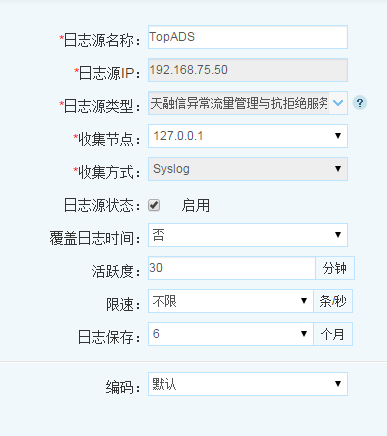 *日志源名称： TopADS
*日志源IP： 192.168.75.50
*日志源类型： 天融信异常流量管理与抗拒绝服务 ?
*收集节点： 127.0.0.1
*收集方式： Syslog
日志源状态： 启用
覆盖日志时间： 否
活跃度： 30 分钟
限速： 不限 条/秒
日志保存： 6 个月
编码： 默认